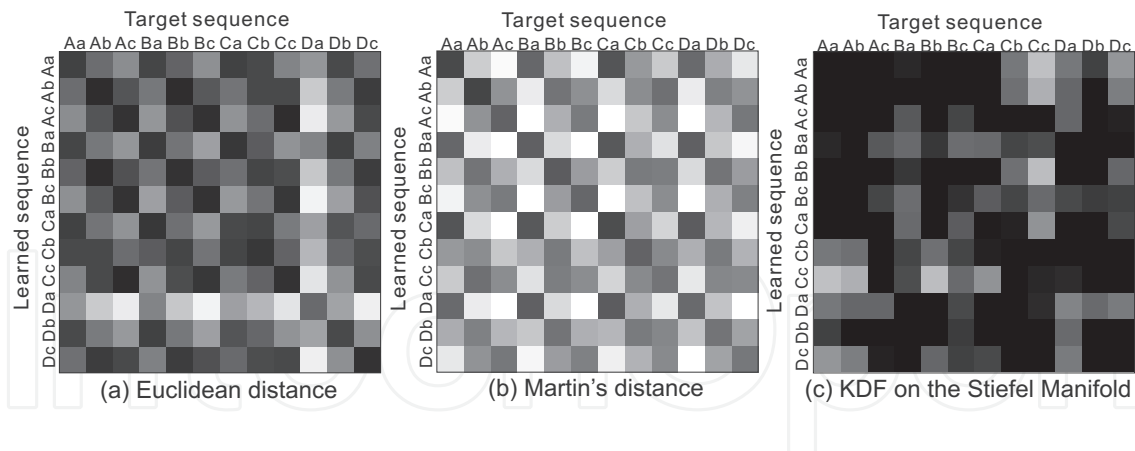 Target sequence
Aa Ab Ac Ba Bb Bc Ca Cb Cc Da Db Dc
Learned sequence
Aa
Ab
Ac
Ba
Bb
Bc
Ca
Cb
Cc
Da
Db
Dc
(a) Euclidean distance
Target sequence
Aa Ab Ac Ba Bb Bc Ca Cb Cc Da Db Dc
Learned sequence
Aa
Ab
Ac
Ba
Bb
Bc
Ca
Cb
Cc
Da
Db
Dc
(b) Martin's distance
Target sequence
Aa Ab Ac Ba Bb Bc Ca Cb Cc Da Db Dc
Learned sequence
Aa
Ab
Ac
Ba
Bb
Bc
Ca
Cb
Cc
Da
Db
Dc
(c) KDF on the Stiefel Manifold